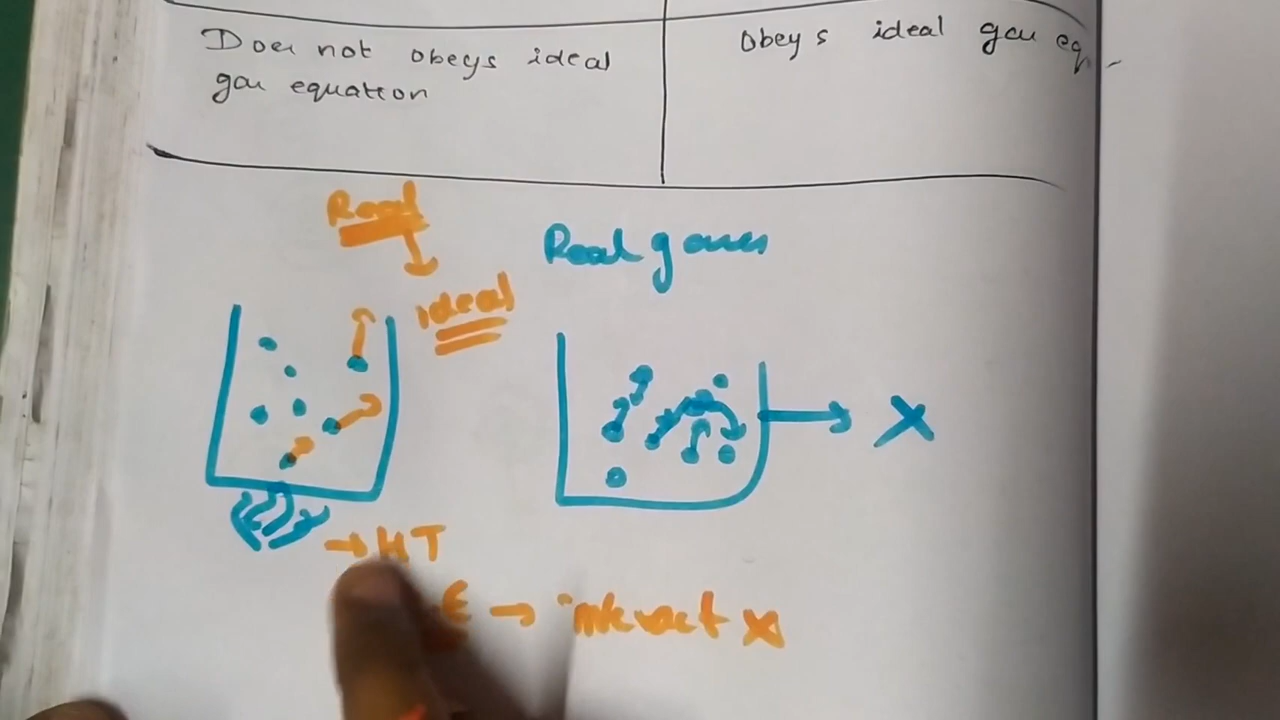 Does not obeys ideal
gas equation
obeys ideal gas eq.
Real
ideal
Real gases
X
→ HT
E → interact X